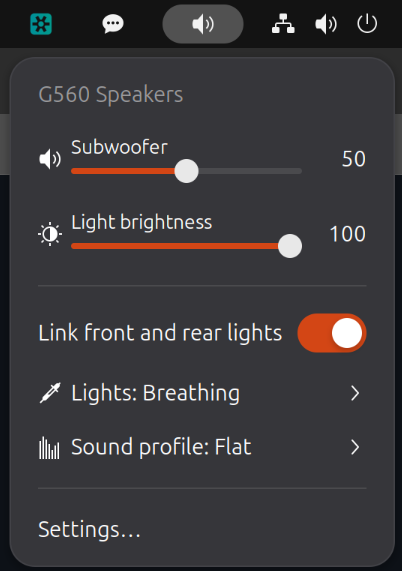 G560 Speakers
Subwoofer
50
Light brightness
100
Link front and rear lights
Lights: Breathing
Sound profile: Flat
Settings...